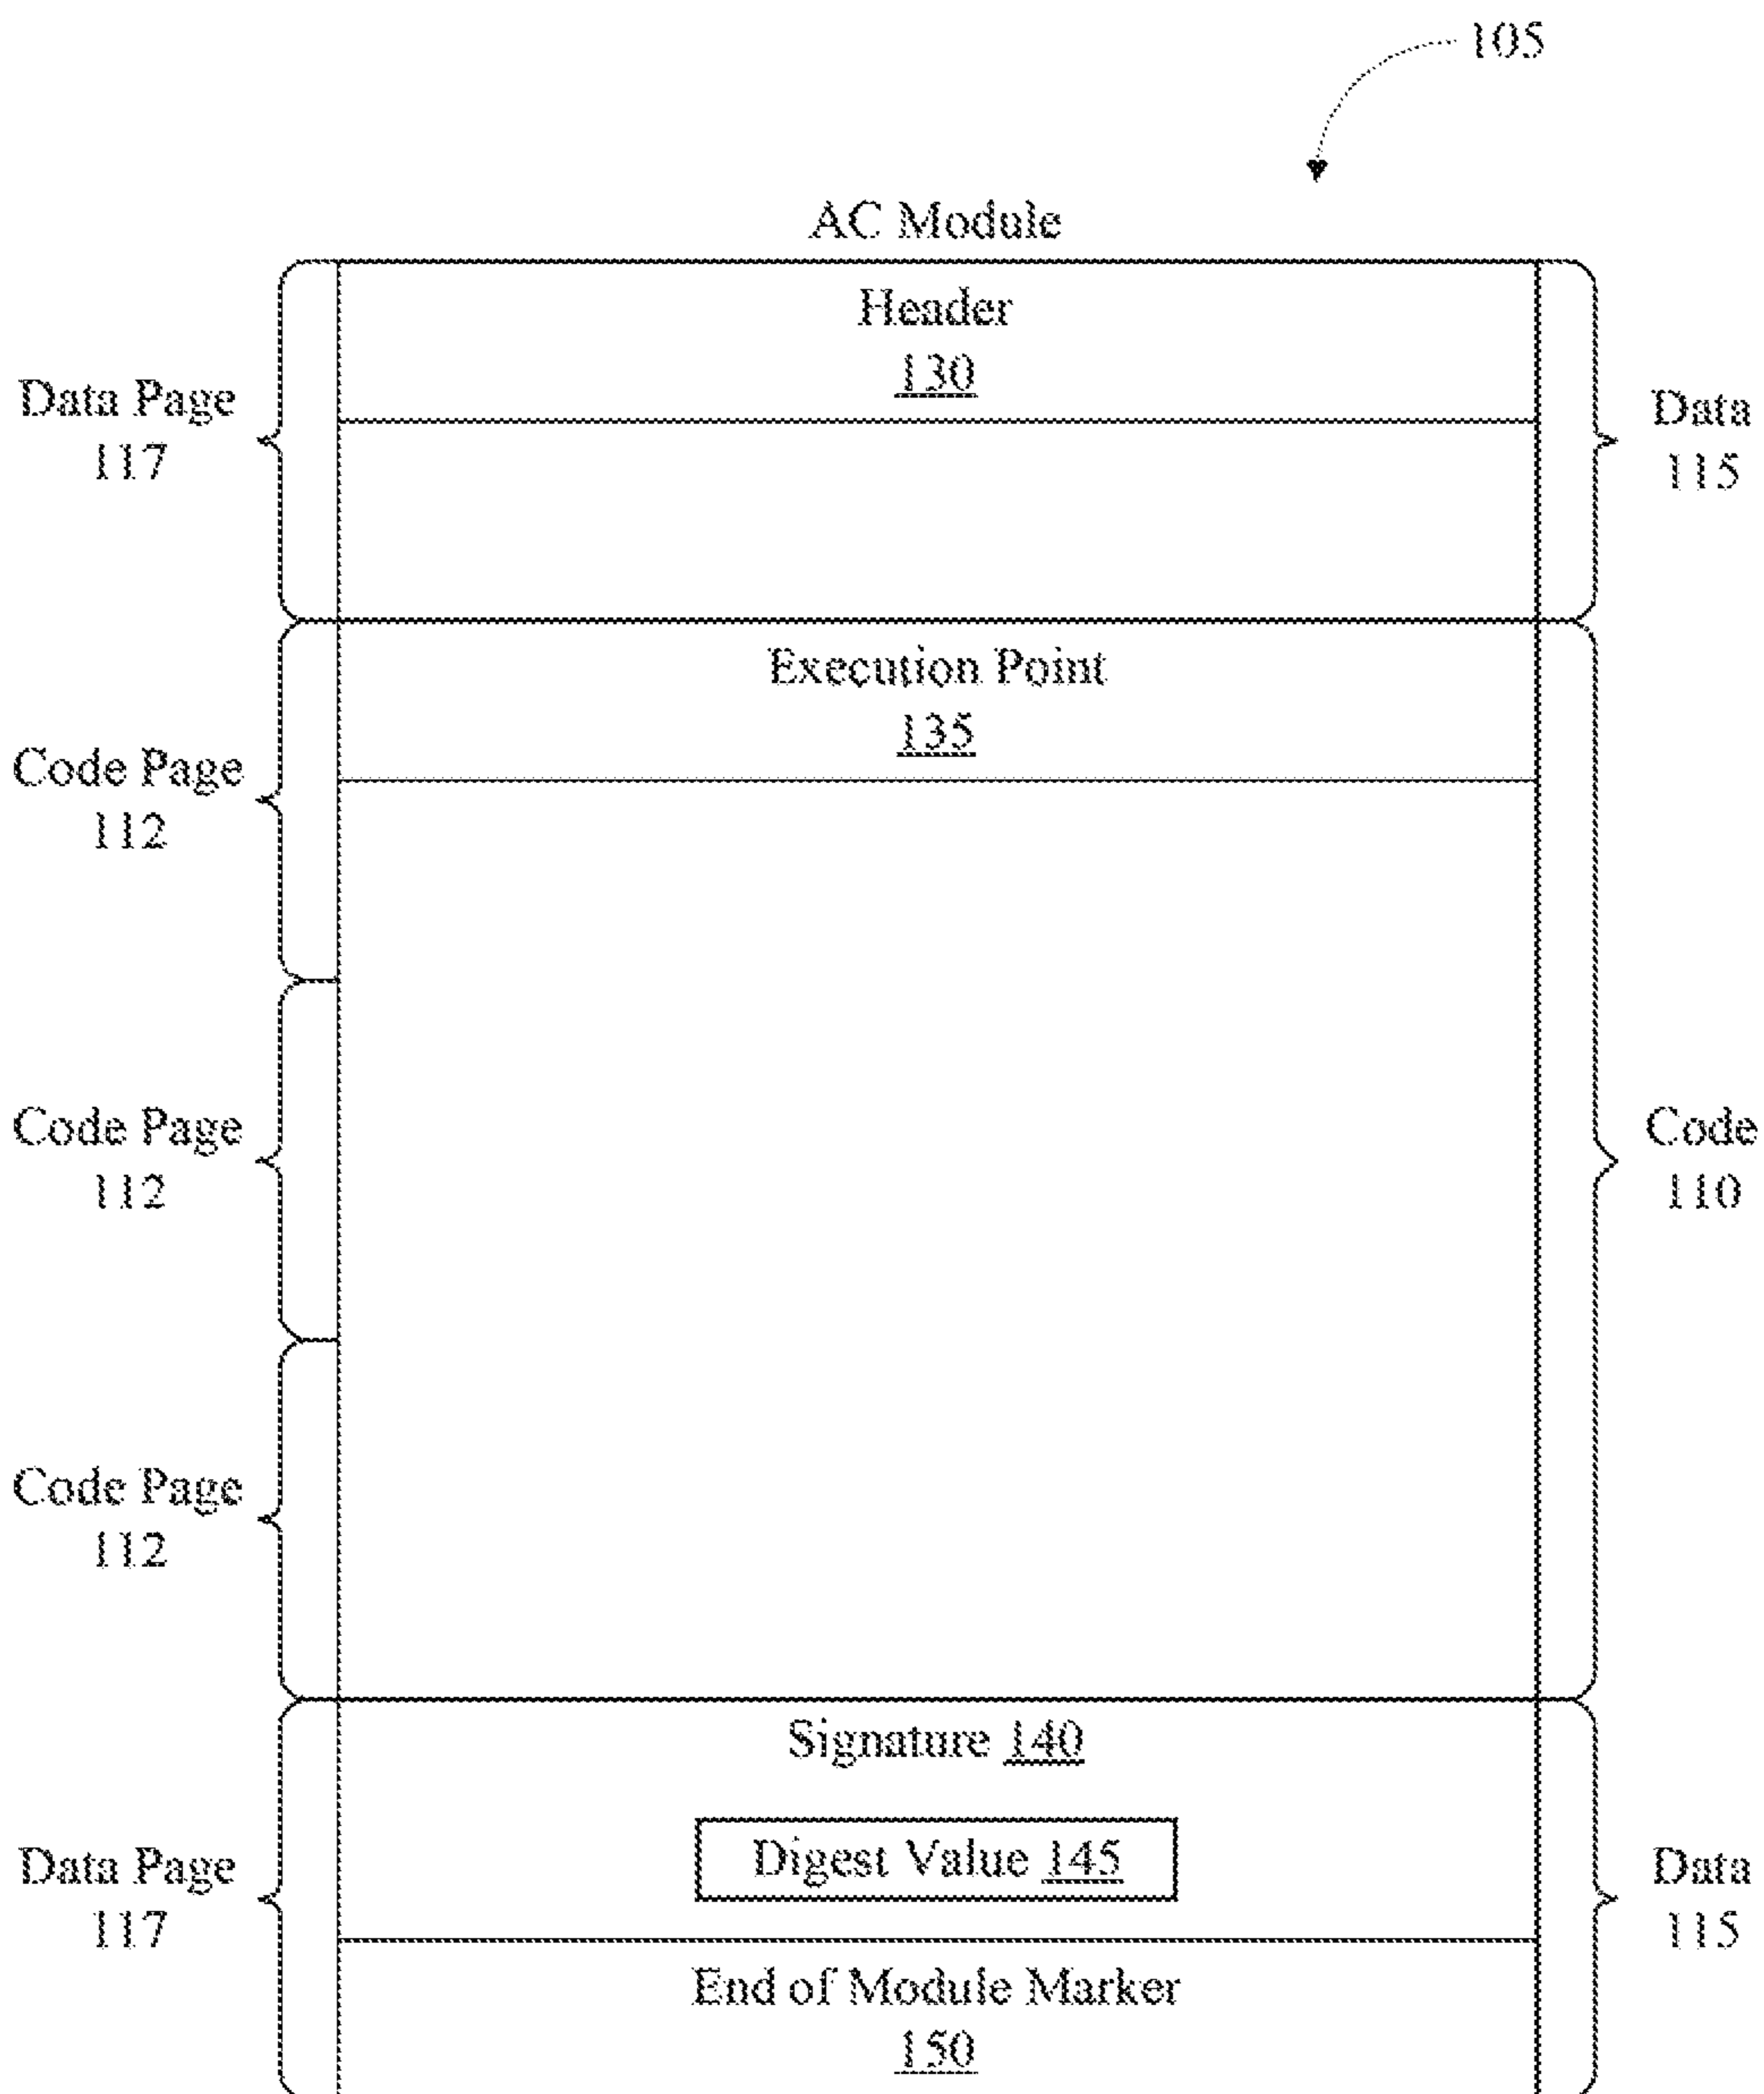 105
AC Module
Header
130
Data Page
117
Data
115
Execution Point
135
Code Page
112
Code Page
112
Code
110
Code Page
112
Signature 140
Digest Value 145
Data Page
117
Data
115
End of Module Marker
150